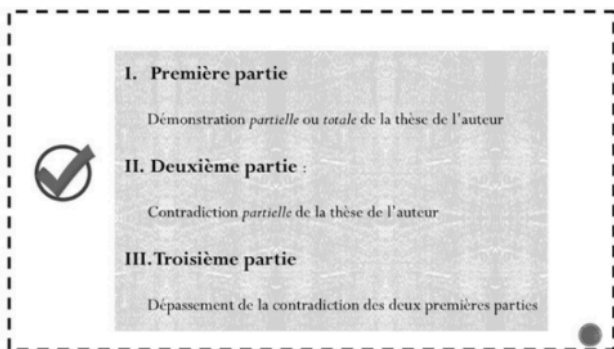 I. Première partie
Démonstration partielle ou totale de la thèse de l'auteur
II. Deuxième partie :
Contradiction partielle de la thèse de l'auteur
III.Troisième partie
Dépassement de la contradiction des deux premières parties